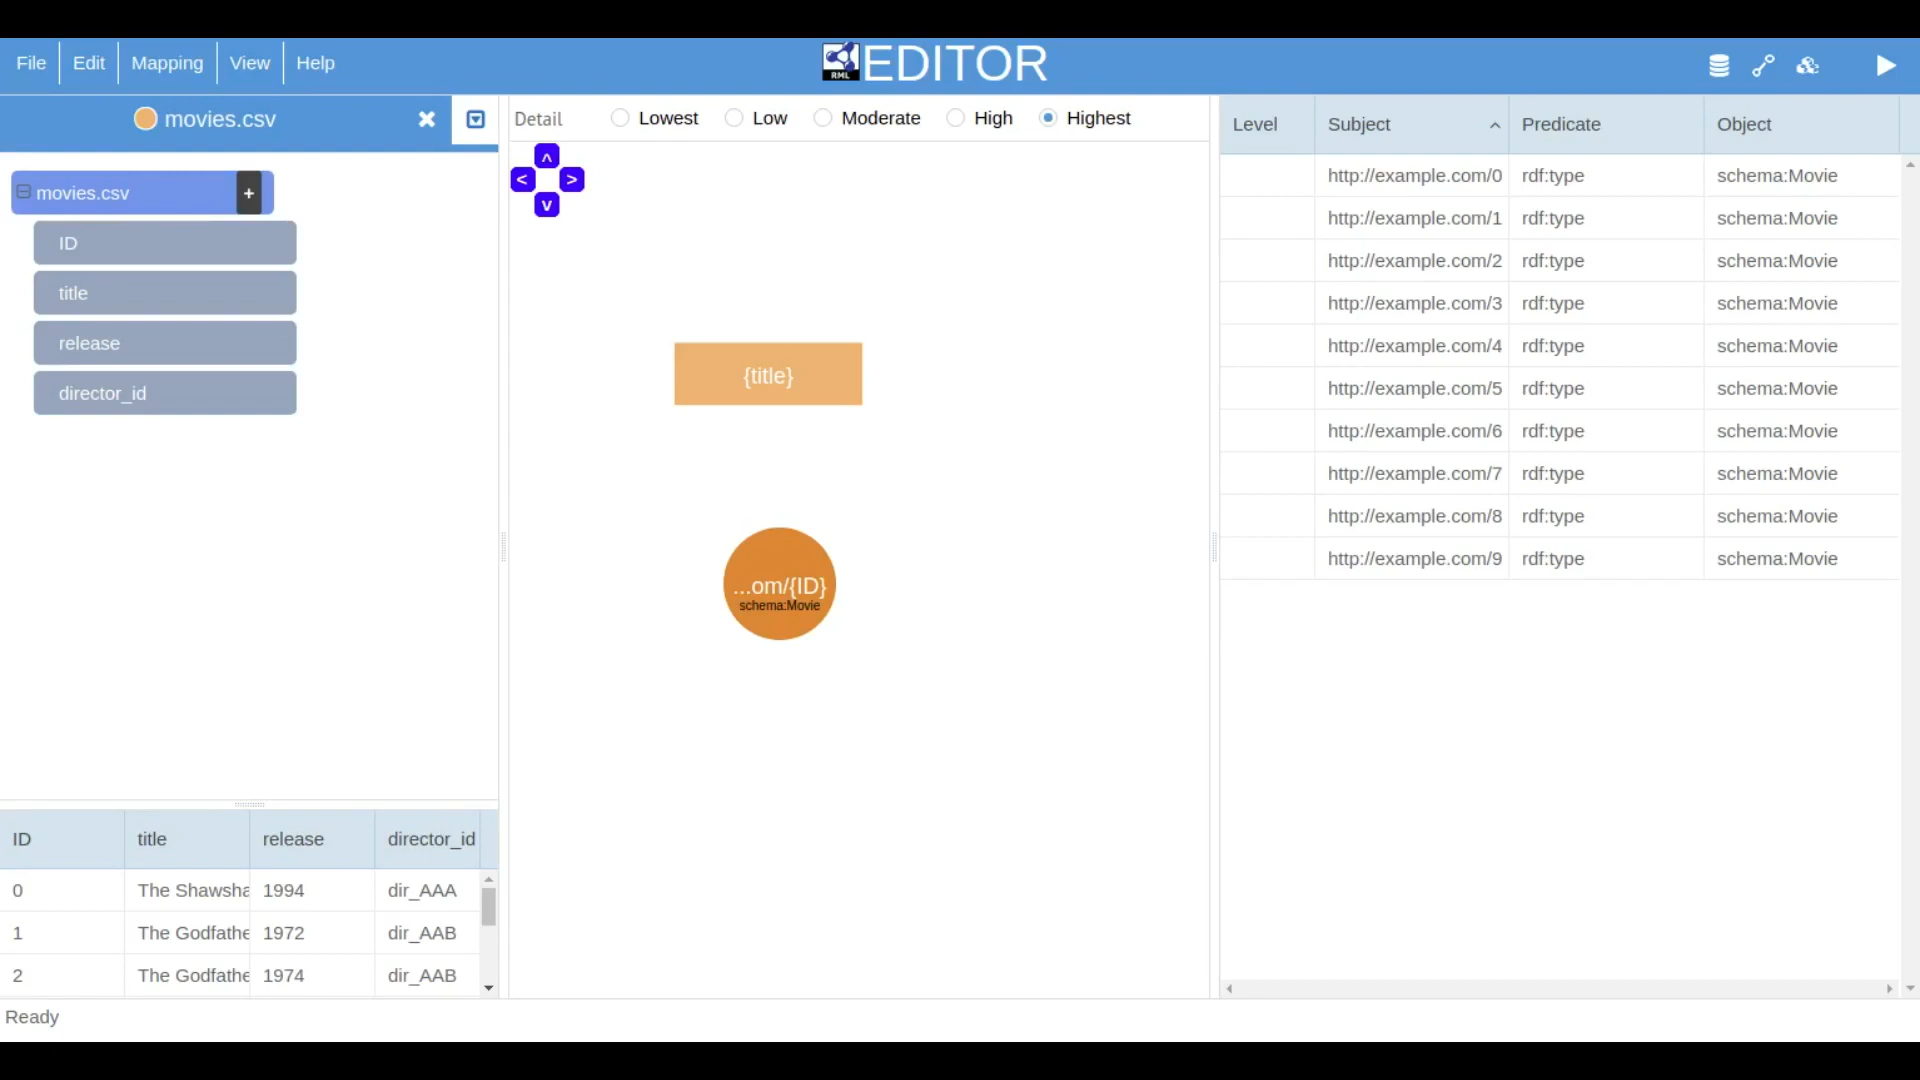 File Edit Mapping View Help
RML EDITOR
movies.csv
movies.csv +
ID
title
release
director_id
ID title release director_id
0 The Shawsha 1994 dir_AAA
1 The Godfathe 1972 dir_AAB
2 The Godfathe 1974 dir_AAB
Detail Lowest Low Moderate High Highest
^
< >
v
{title}
...om/{ID}
schema:Movie
Level Subject Predicate Object
http://example.com/0 rdf:type schema:Movie
http://example.com/1 rdf:type schema:Movie
http://example.com/2 rdf:type schema:Movie
http://example.com/3 rdf:type schema:Movie
http://example.com/4 rdf:type schema:Movie
http://example.com/5 rdf:type schema:Movie
http://example.com/6 rdf:type schema:Movie
http://example.com/7 rdf:type schema:Movie
http://example.com/8 rdf:type schema:Movie
http://example.com/9 rdf:type schema:Movie
Ready